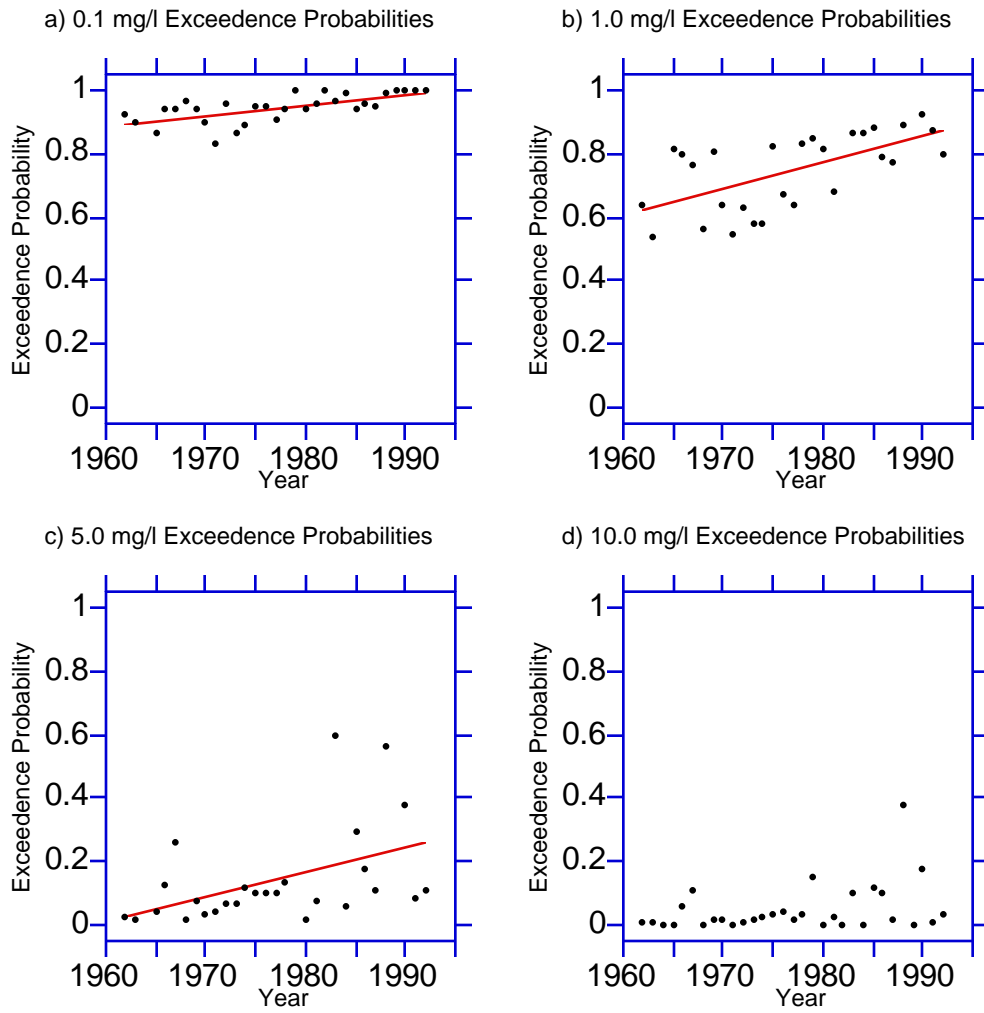 a) 0.1 mg/l Exceedence Probabilities
Exceedence Probability
1
0.8
0.6
0.4
0.2
0
1960 1970 1980 1990
Year
b) 1.0 mg/l Exceedence Probabilities
Exceedence Probability
1
0.8
0.6
0.4
0.2
0
1960 1970 1980 1990
Year
c) 5.0 mg/l Exceedence Probabilities
Exceedence Probability
1
0.8
0.6
0.4
0.2
0
1960 1970 1980 1990
Year
d) 10.0 mg/l Exceedence Probabilities
Exceedence Probability
1
0.8
0.6
0.4
0.2
0
1960 1970 1980 1990
Year